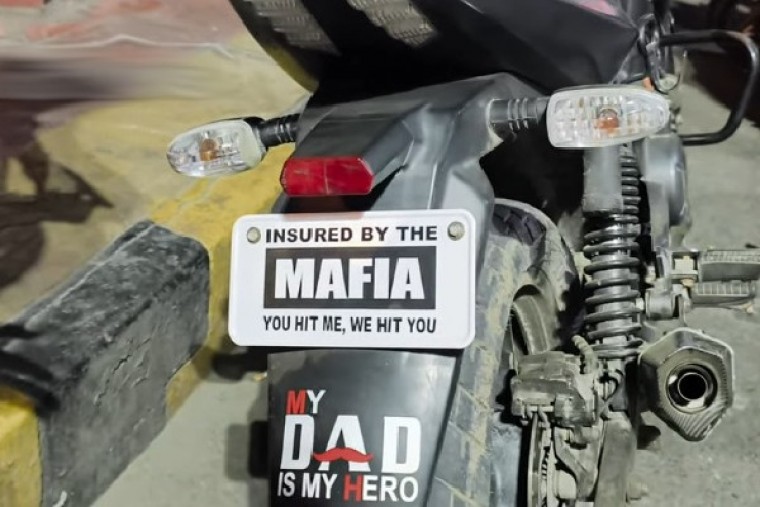 INSURED BY THE
MAFIA
YOU HIT ME, WE HIT YOU
MY
DAD
IS MY HERO